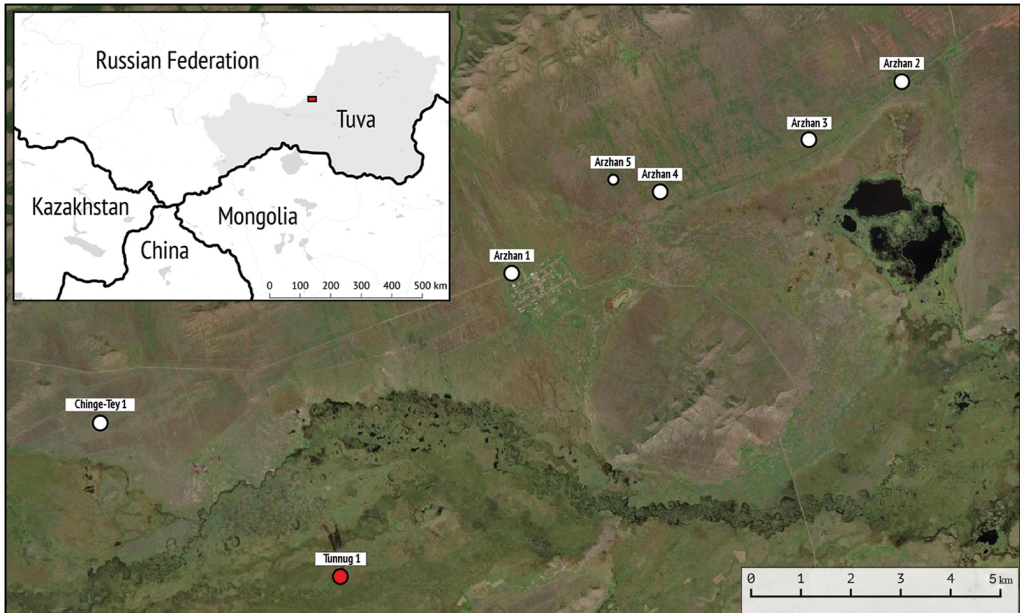 Russian Federation
Tuva
Kazakhstan
Mongolia
China
0 100 200 300 400 500 km
Arzhan 2
Arzhan 3
Arzhan 5
Arzhan 4
Arzhan 1
Chinge-Tey 1
Tunnug 1
0 1 2 3 4 5 km